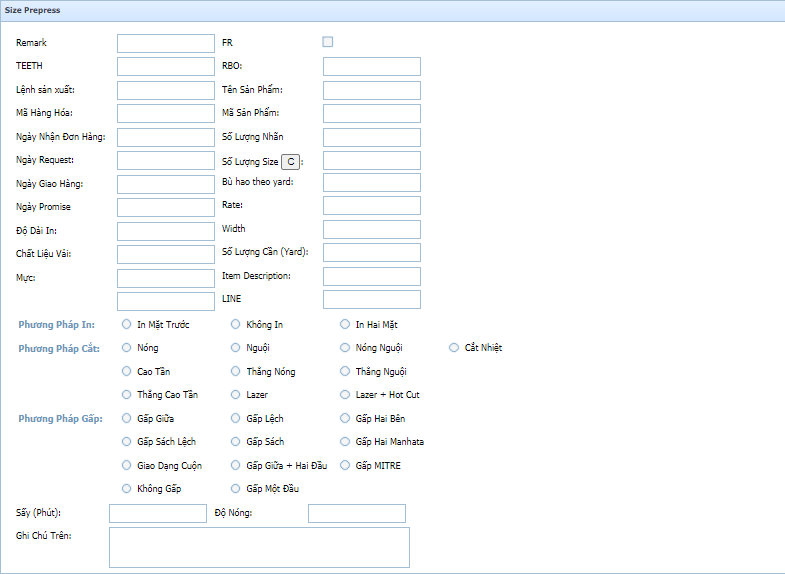 Size Prepress
Remark FR
TEETH RBO:
Lệnh sản xuất: Tên Sản Phẩm:
Mã Hàng Hóa: Mã Sản Phẩm:
Ngày Nhận Đơn Hàng: Số Lượng Nhãn
Ngày Request: Số Lượng Size C :
Ngày Giao Hàng: Bù hao theo yard:
Ngày Promise Rate:
Độ Dài In: Width
Chất Liệu Vải: Số Lượng Cần (Yard):
Mực: Item Description:
LINE
Phương Pháp In: In Mặt Trước Không In In Hai Mặt
Phương Pháp Cắt: Nóng Nguội Nóng Nguội Cắt Nhiệt
Cao Tần Thẳng Nóng Thẳng Nguội
Thẳng Cao Tần Lazer Lazer + Hot Cut
Phương Pháp Gấp: Gấp Giữa Gấp Lệch Gấp Hai Bên
Gấp Sách Lệch Gấp Sách Gấp Hai Manhata
Giao Dạng Cuộn Gấp Giữa + Hai Đầu Gấp MITRE
Không Gấp Gấp Một Đầu
Sấy (Phút): Độ Nóng:
Ghi Chú Trên: